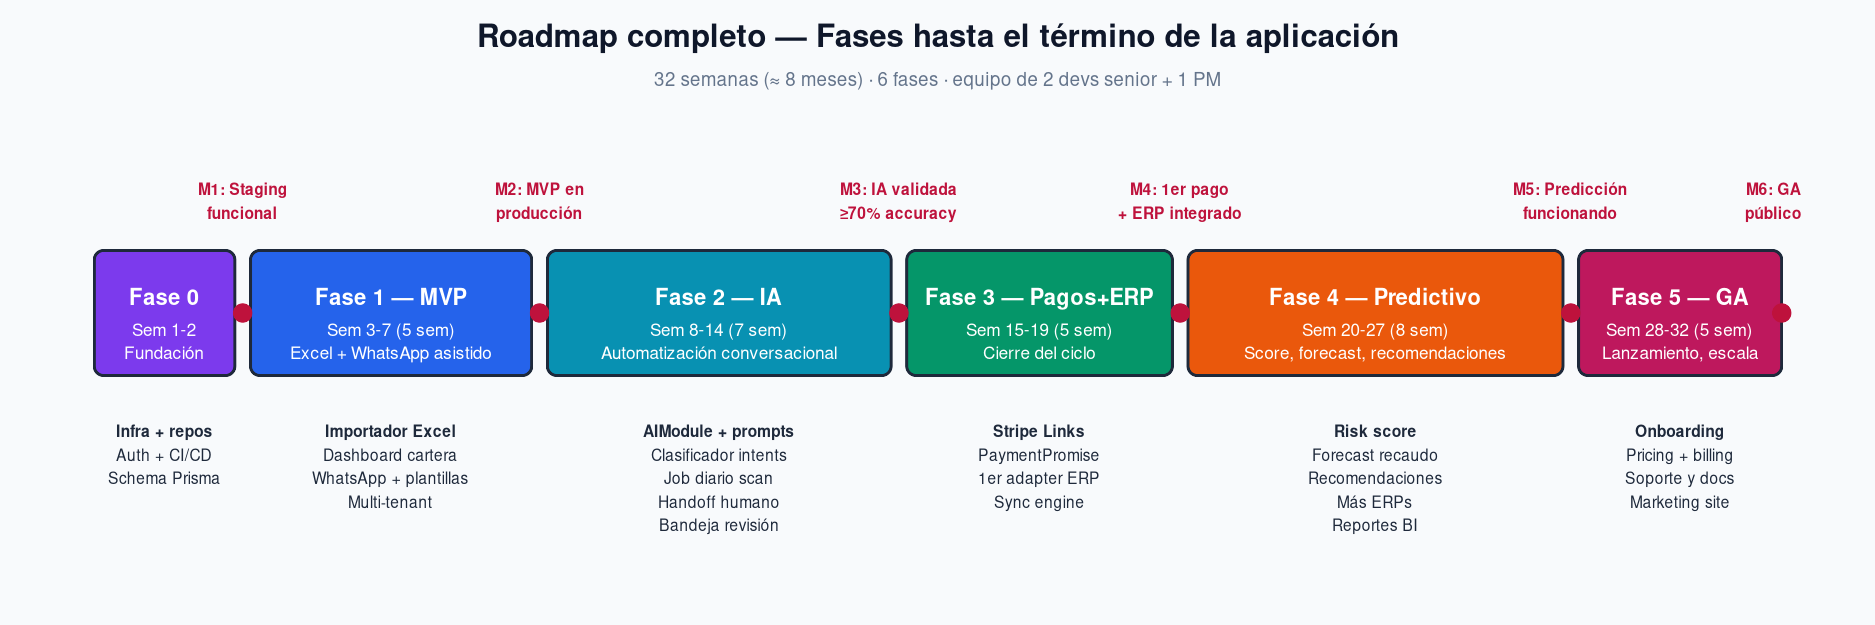 Roadmap completo — Fases hasta el término de la aplicación
32 semanas (≈ 8 meses) · 6 fases · equipo de 2 devs senior + 1 PM
M1: Staging
funcional
M2: MVP en
producción
M3: IA validada
≥70% accuracy
M4: 1er pago
+ ERP integrado
M5: Predicción
funcionando
M6: GA
público
Fase 0
Sem 1-2
Fundación
Fase 1 — MVP
Sem 3-7 (5 sem)
Excel + WhatsApp asistido
Fase 2 — IA
Sem 8-14 (7 sem)
Automatización conversacional
Fase 3 — Pagos+ERP
Sem 15-19 (5 sem)
Cierre del ciclo
Fase 4 — Predictivo
Sem 20-27 (8 sem)
Score, forecast, recomendaciones
Fase 5 — GA
Sem 28-32 (5 sem)
Lanzamiento, escala
Infra + repos
Auth + CI/CD
Schema Prisma
Importador Excel
Dashboard cartera
WhatsApp + plantillas
Multi-tenant
AIModule + prompts
Clasificador intents
Job diario scan
Handoff humano
Bandeja revisión
Stripe Links
PaymentPromise
1er adapter ERP
Sync engine
Risk score
Forecast recaudo
Recomendaciones
Más ERPs
Reportes BI
Onboarding
Pricing + billing
Soporte y docs
Marketing site